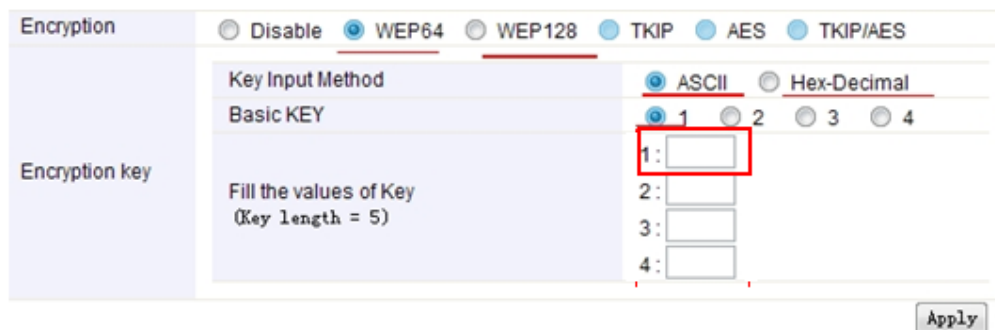 Encryption Disable WEP64 WEP128 TKIP AES TKIP/AES
Key Input Method ASCII Hex-Decimal
Basic KEY 1 2 3 4
Encryption key
Fill the values of Key
(Key length = 5)
1 :
2 :
3 :
4 :
Apply